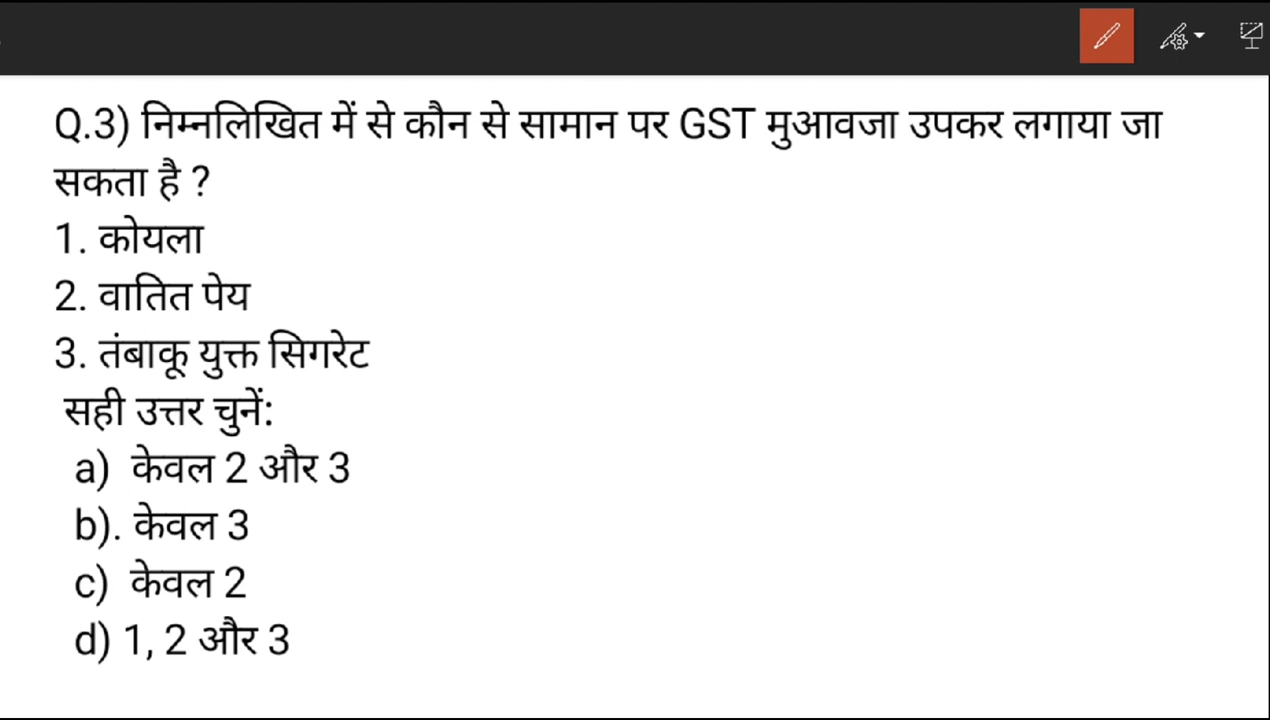 Q.3) निम्नलिखित में से कौन से सामान पर GST मुआवजा उपकर लगाया जा
सकता है ?
1. कोयला
2. वातित पेय
3. तंबाकू युक्त सिगरेट
सही उत्तर चुनें:
a) केवल 2 और 3
b). केवल 3
c) केवल 2
d) 1, 2 और 3